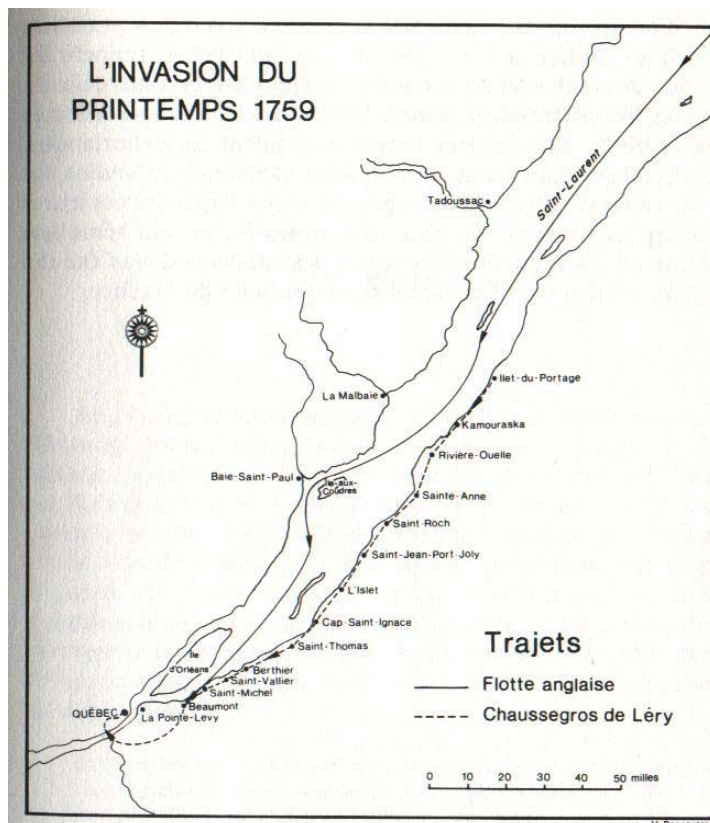 L'INVASION DU
PRINTEMPS 1759
Saint-Laurent
Tadoussac
Ilet-du-Portage
La Malbaie
Kamouraska
Rivière-Ouelle
Baie-Saint-Paul
Ile-aux-
Coudres
Sainte-Anne
Saint-Roch
Saint-Jean-Port-Joly
L'Islet
Cap-Saint-Ignace
Saint-Thomas
Ile
d'Orléans
Berthier
Saint-Vallier
Saint-Michel
Beaumont
QUÉBEC
La Pointe-Levy
Trajets
Flotte anglaise
Chaussegros de Léry
0 10 20 30 40 50 milles